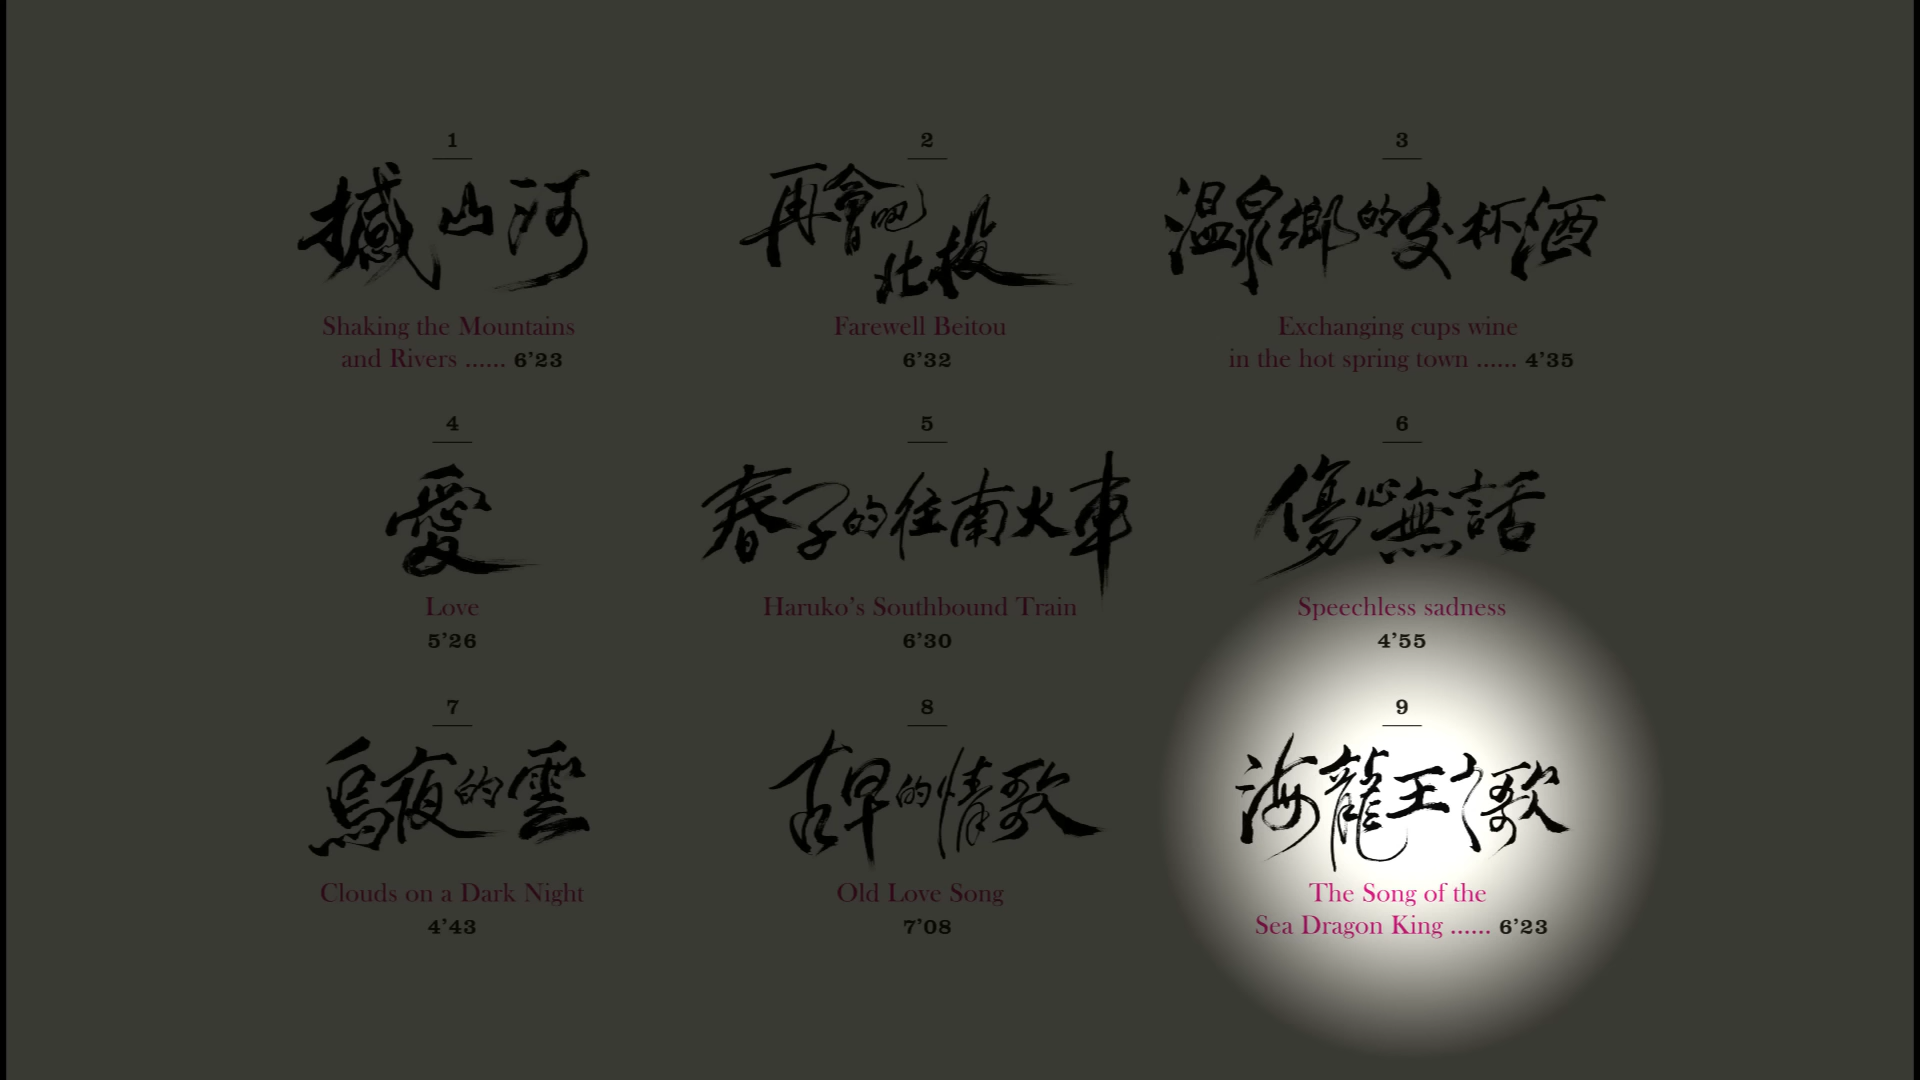 1
撼山河
Shaking the Mountains
and Rivers ...... 6’23
2
再會吧
北投
Farewell Beitou
6’32
3
温泉鄉的交杯酒
Exchanging cups wine
in the hot spring town ...... 4’35
4
愛
Love
5’26
5
春子的往南火車
Haruko’s Southbound Train
6’30
6
傷心無話
Speechless sadness
4’55
7
烏夜的雲
Clouds on a Dark Night
4’43
8
古早的情歌
Old Love Song
7’08
9
海龍王之歌
The Song of the
Sea Dragon King ...... 6’23